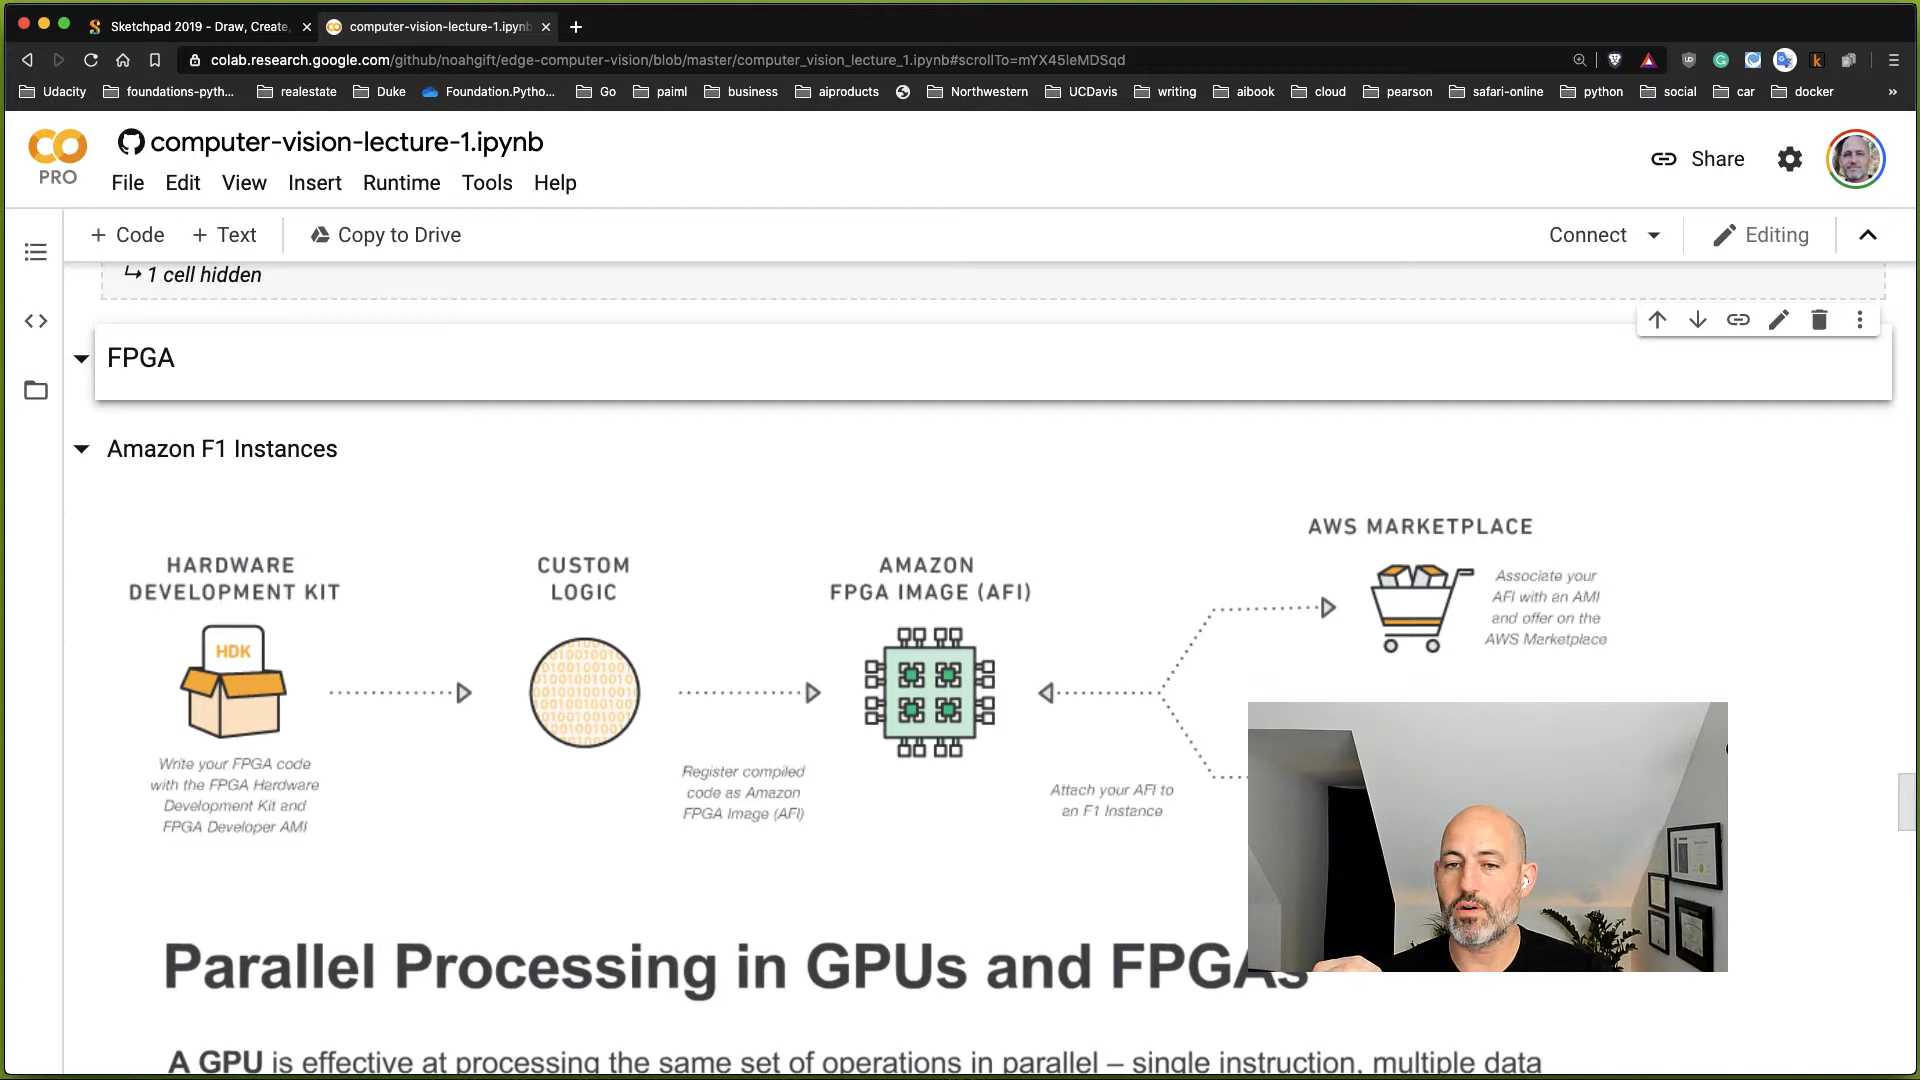 Sketchpad 2019 - Draw, Create,
computer-vision-lecture-1.ipynb
colab.research.google.com/github/noahgift/edge-computer-vision/blob/master/computer_vision_lecture_1.ipynb#scrollTo=mYX45leMDSqd
Udacity
foundations-pyth...
realestate
Duke
Foundation.Pytho...
Go
paiml
business
aiproducts
Northwestern
UCDavis
writing
aibook
cloud
pearson
safari-online
python
social
car
docker
»
CO
PRO
computer-vision-lecture-1.ipynb
File Edit View Insert Runtime Tools Help
Share
+ Code + Text
Copy to Drive
Connect
Editing
1 cell hidden
FPGA
Amazon F1 Instances
HARDWARE
DEVELOPMENT KIT
HDK
Write your FPGA code
with the FPGA Hardware
Development Kit and
FPGA Developer AMI
CUSTOM
LOGIC
Register compiled
code as Amazon
FPGA Image (AFI)
AMAZON
FPGA IMAGE (AFI)
Attach your AFI to
an F1 Instance
AWS MARKETPLACE
Associate your
AFI with an AMI
and offer on the
AWS Marketplace
Parallel Processing in GPUs and FPGAs
A GPU is effective at processing the same set of operations in parallel – single instruction, multiple data